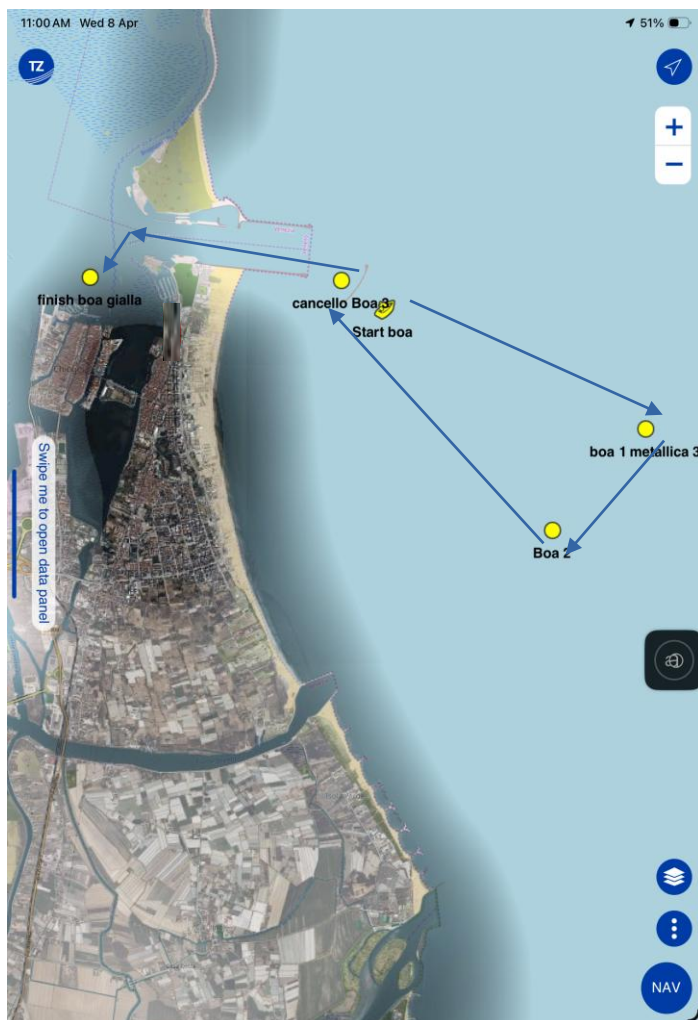 11:00 AM Wed 8 Apr
51%
TZ
+
−
finish boa gialla
cancello Boa 3
Start boa
boa 1 metallica 3
Boa 2
Swipe me to open data panel
NAV